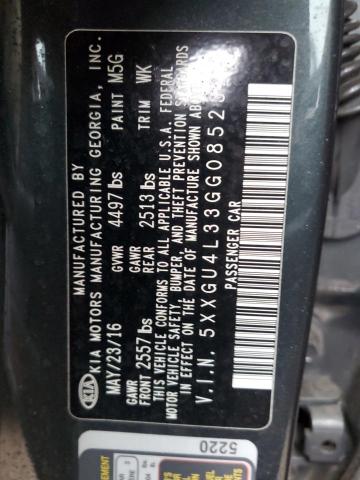 MANUFACTURED BY
KIA KIA MOTORS MANUFACTURING GEORGIA, INC.
MAY/23/16 GVWR 4497 lbs PAINT M5G
GAWR FRONT 2557 lbs GAWR REAR 2513 lbs TRIM WK
THIS VEHICLE CONFORMS TO ALL APPLICABLE U.S.A. FEDERAL
MOTOR VEHICLE SAFETY, BUMPER, AND THEFT PREVENTION STANDARDS
IN EFFECT ON THE DATE OF MANUFACTURE SHOWN ABOVE
V.I.N. 5XXGU4L33GG0852
PASSENGER CAR
5220